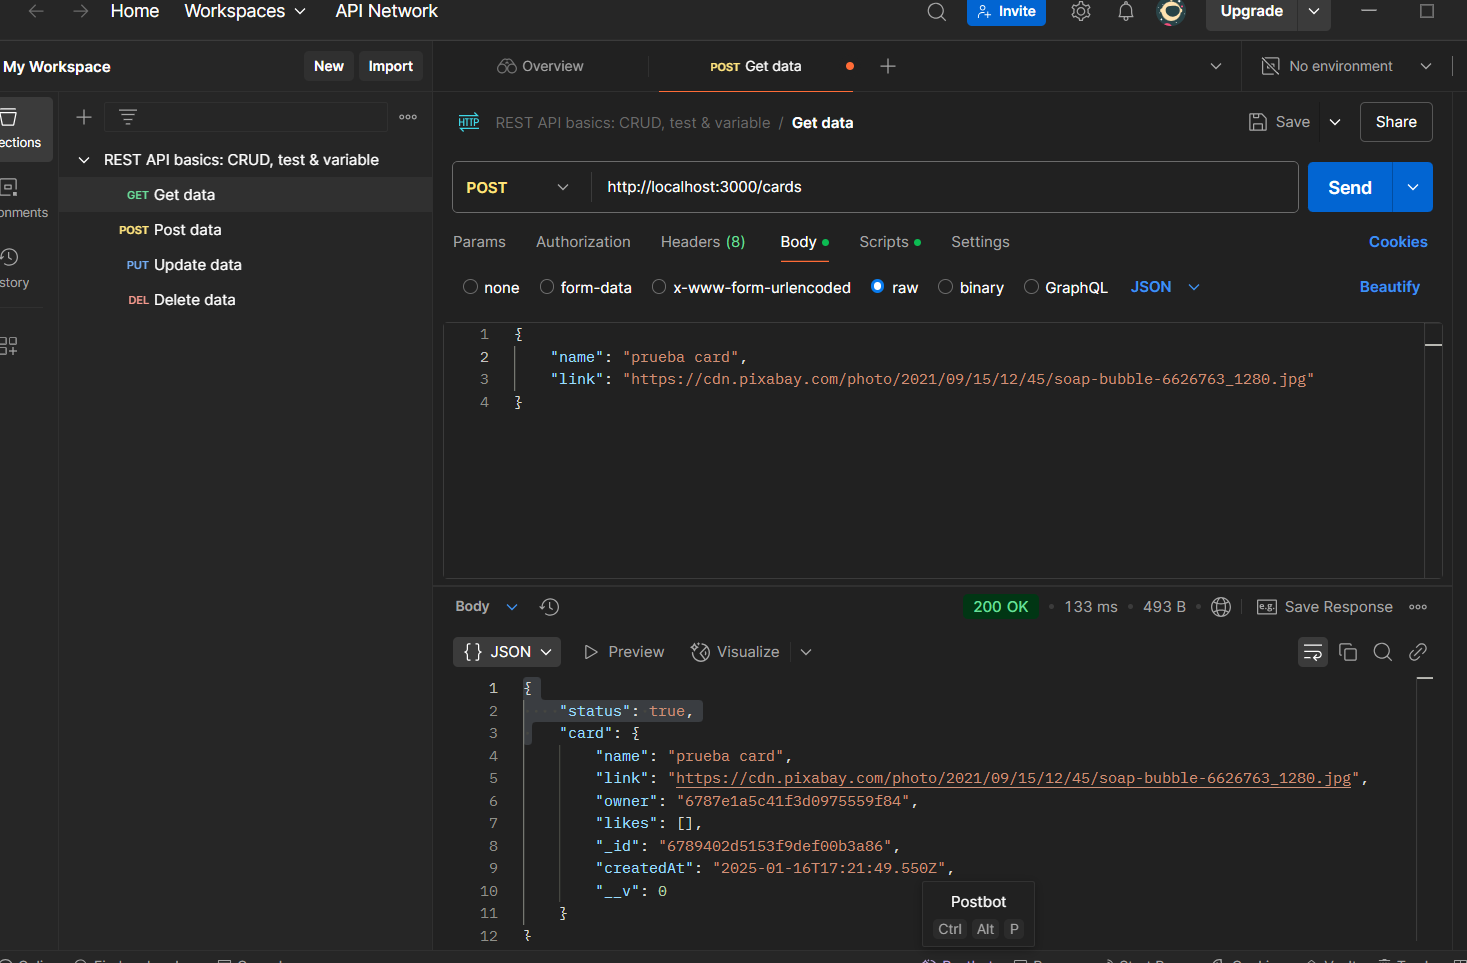 Home Workspaces API Network Invite Upgrade
My Workspace New Import Overview POST Get data No environment
ections
onments
story
REST API basics: CRUD, test & variable
GET Get data
POST Post data
PUT Update data
DEL Delete data
HTTP REST API basics: CRUD, test & variable / Get data Save Share
POST http://localhost:3000/cards Send
Params Authorization Headers (8) Body Scripts Settings Cookies
none form-data x-www-form-urlencoded raw binary GraphQL JSON Beautify
1 {
2 "name": "prueba card",
3 "link": "https://cdn.pixabay.com/photo/2021/09/15/12/45/soap-bubble-6626763_1280.jpg"
4 }
Body 200 OK • 133 ms • 493 B • e.g. Save Response
{} JSON Preview Visualize
1 {
2 "status": true,
3 "card": {
4 "name": "prueba card",
5 "link": "https://cdn.pixabay.com/photo/2021/09/15/12/45/soap-bubble-6626763_1280.jpg",
6 "owner": "6787e1a5c41f3d0975559f84",
7 "likes": [],
8 "_id": "6789402d5153f9def00b3a86",
9 "createdAt": "2025-01-16T17:21:49.550Z",
10 "__v": 0
11 }
12 }
Postbot
Ctrl Alt P